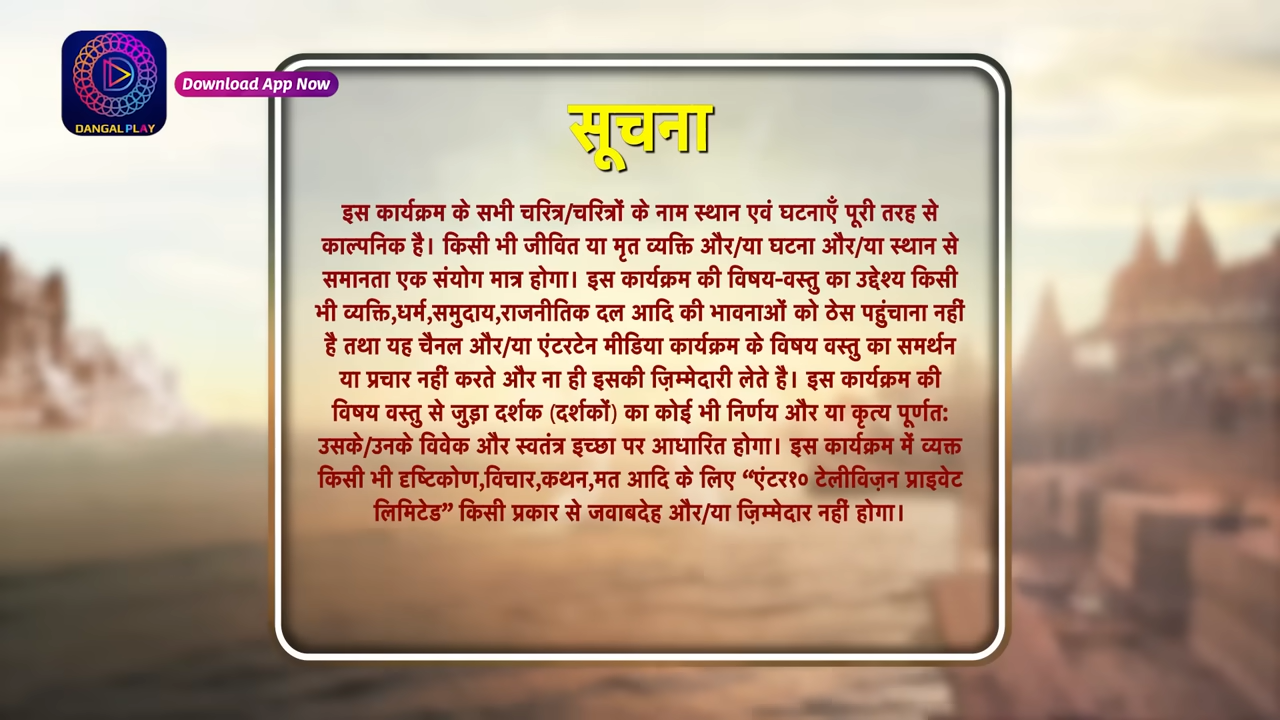 DANGAL PLAY
Download App Now
सूचना
इस कार्यक्रम के सभी चरित्र/चरित्रों के नाम स्थान एवं घटनाएँ पूरी तरह से
काल्पनिक है। किसी भी जीवित या मृत व्यक्ति और/या घटना और/या स्थान से
समानता एक संयोग मात्र होगा। इस कार्यक्रम की विषय-वस्तु का उद्देश्य किसी
भी व्यक्ति,धर्म,समुदाय,राजनीतिक दल आदि की भावनाओं को ठेस पहुंचाना नहीं
है तथा यह चैनल और/या एंटरटेन मीडिया कार्यक्रम के विषय वस्तु का समर्थन
या प्रचार नहीं करते और ना ही इसकी ज़िम्मेदारी लेते है। इस कार्यक्रम की
विषय वस्तु से जुड़ा दर्शक (दर्शकों) का कोई भी निर्णय और या कृत्य पूर्णत:
उसके/उनके विवेक और स्वतंत्र इच्छा पर आधारित होगा। इस कार्यक्रम में व्यक्त
किसी भी दृष्टिकोण,विचार,कथन,मत आदि के लिए “एंटर१० टेलीविज़न प्राइवेट
लिमिटेड” किसी प्रकार से जवाबदेह और/या ज़िम्मेदार नहीं होगा।